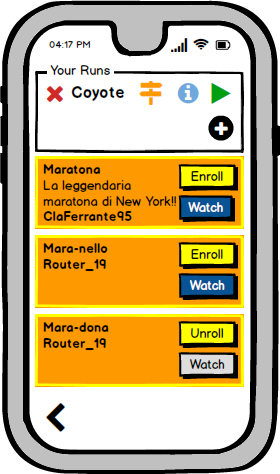 04:17 PM
Your Runs
Coyote
Maratona
La leggendaria
maratona di New York!!
ClaFerrante95
Enroll
Watch
Mara-nello
Router_19
Enroll
Watch
Mara-dona
Router_19
Unroll
Watch